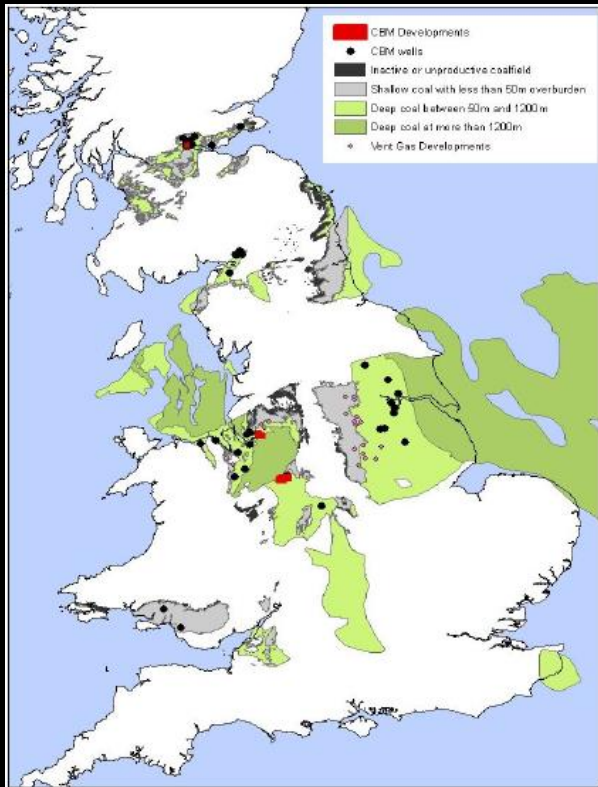 CBM Developments
CBM wells
Inactive or unproductive coalfield
Shallow coal with less than 50m overburden
Deep coal between 50m and 1200m
Deep coal at more than 1200m
Vent Gas Developments